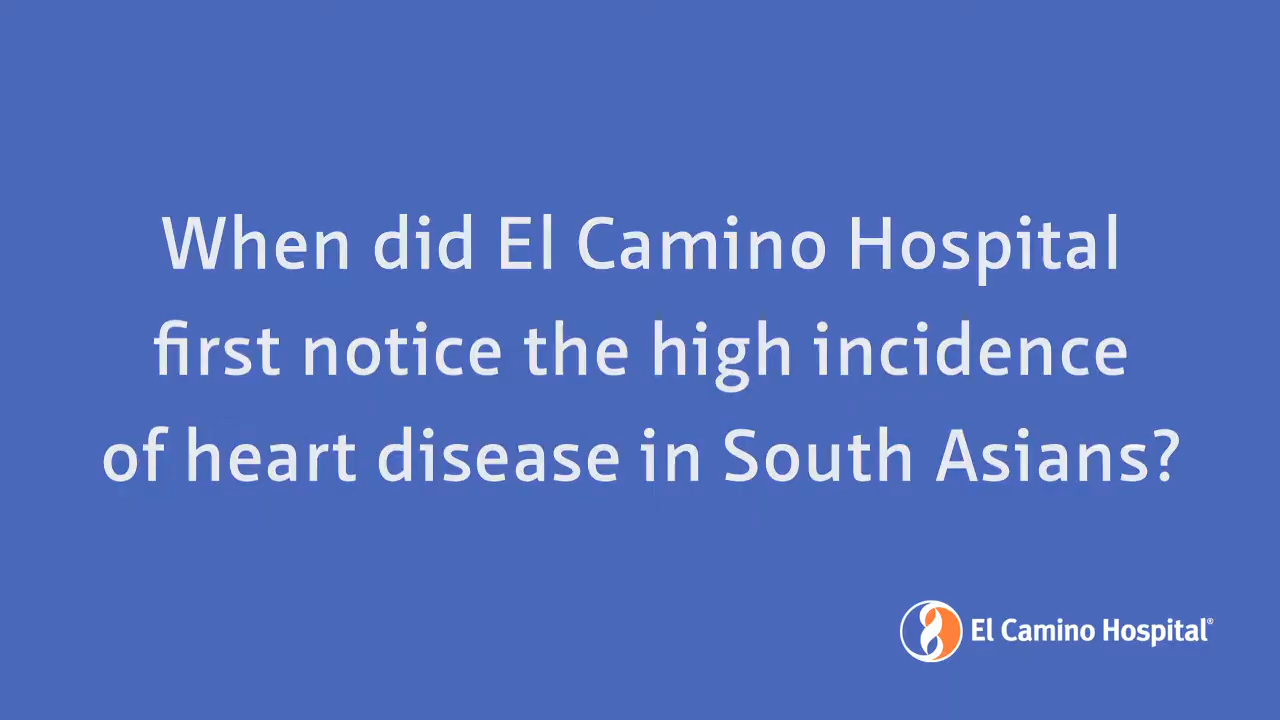 When did El Camino Hospital
first notice the high incidence
of heart disease in South Asians?
El Camino Hospital®